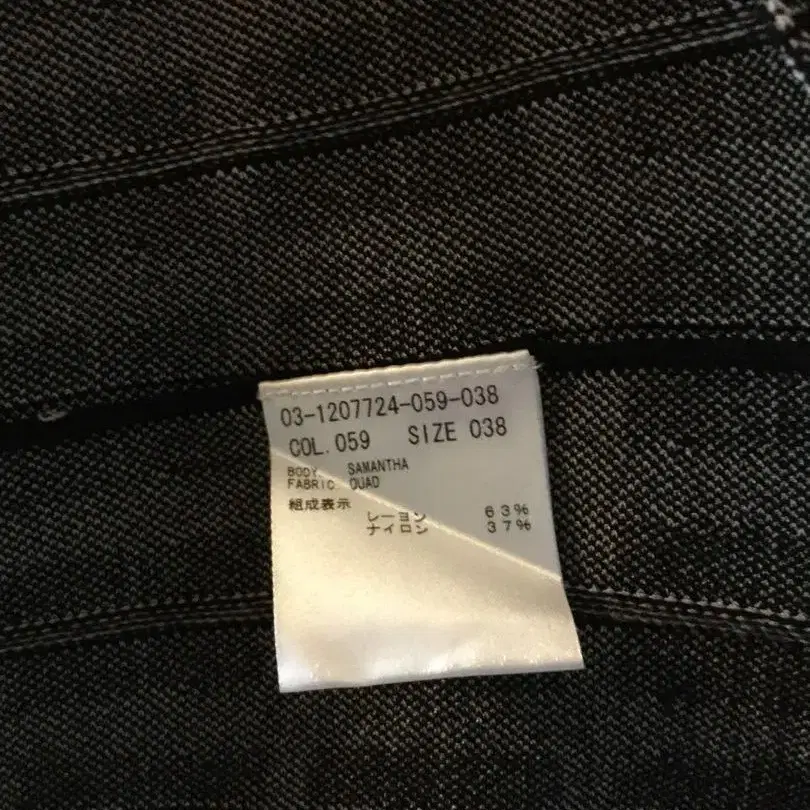 03-1207724-059-038
COL.059 SIZE 038
BODY. SAMANTHA
FABRIC QUAD
組成表示
レーヨン 63%
ナイロン 37%